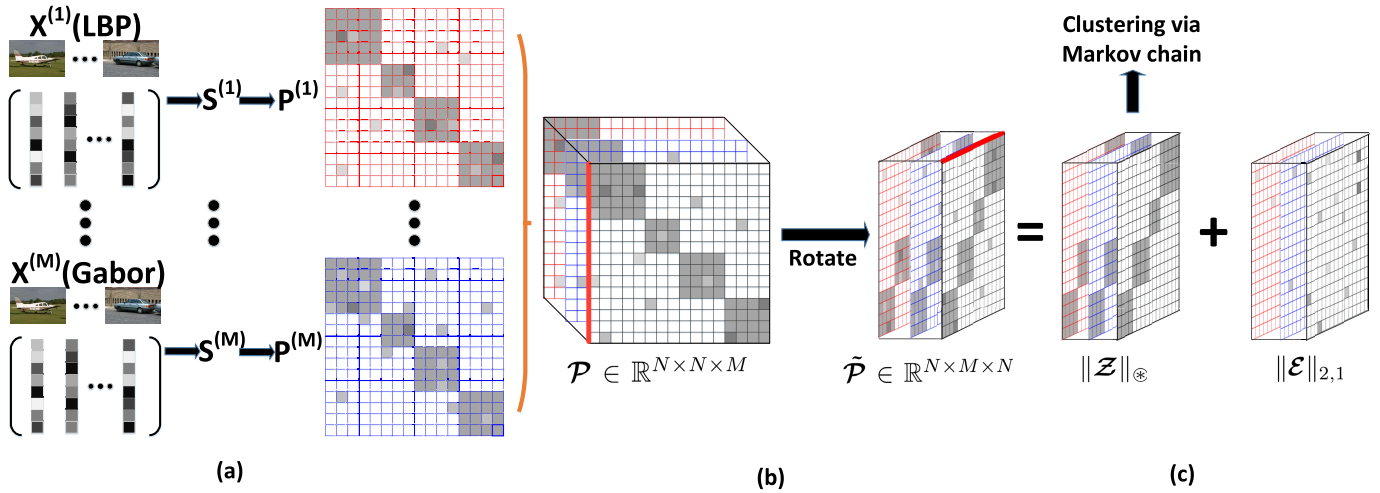 X^(1)(LBP)
S^(1)
P^(1)
X^(M)(Gabor)
S^(M)
P^(M)
(a)
𝓟 ∈ ℝ^{N×N×M}
Rotate
(b)
𝓟̃ ∈ ℝ^{N×M×N}
=
Clustering via
Markov chain
‖𝓩‖_⊛
+
‖𝓔‖_{2,1}
(c)